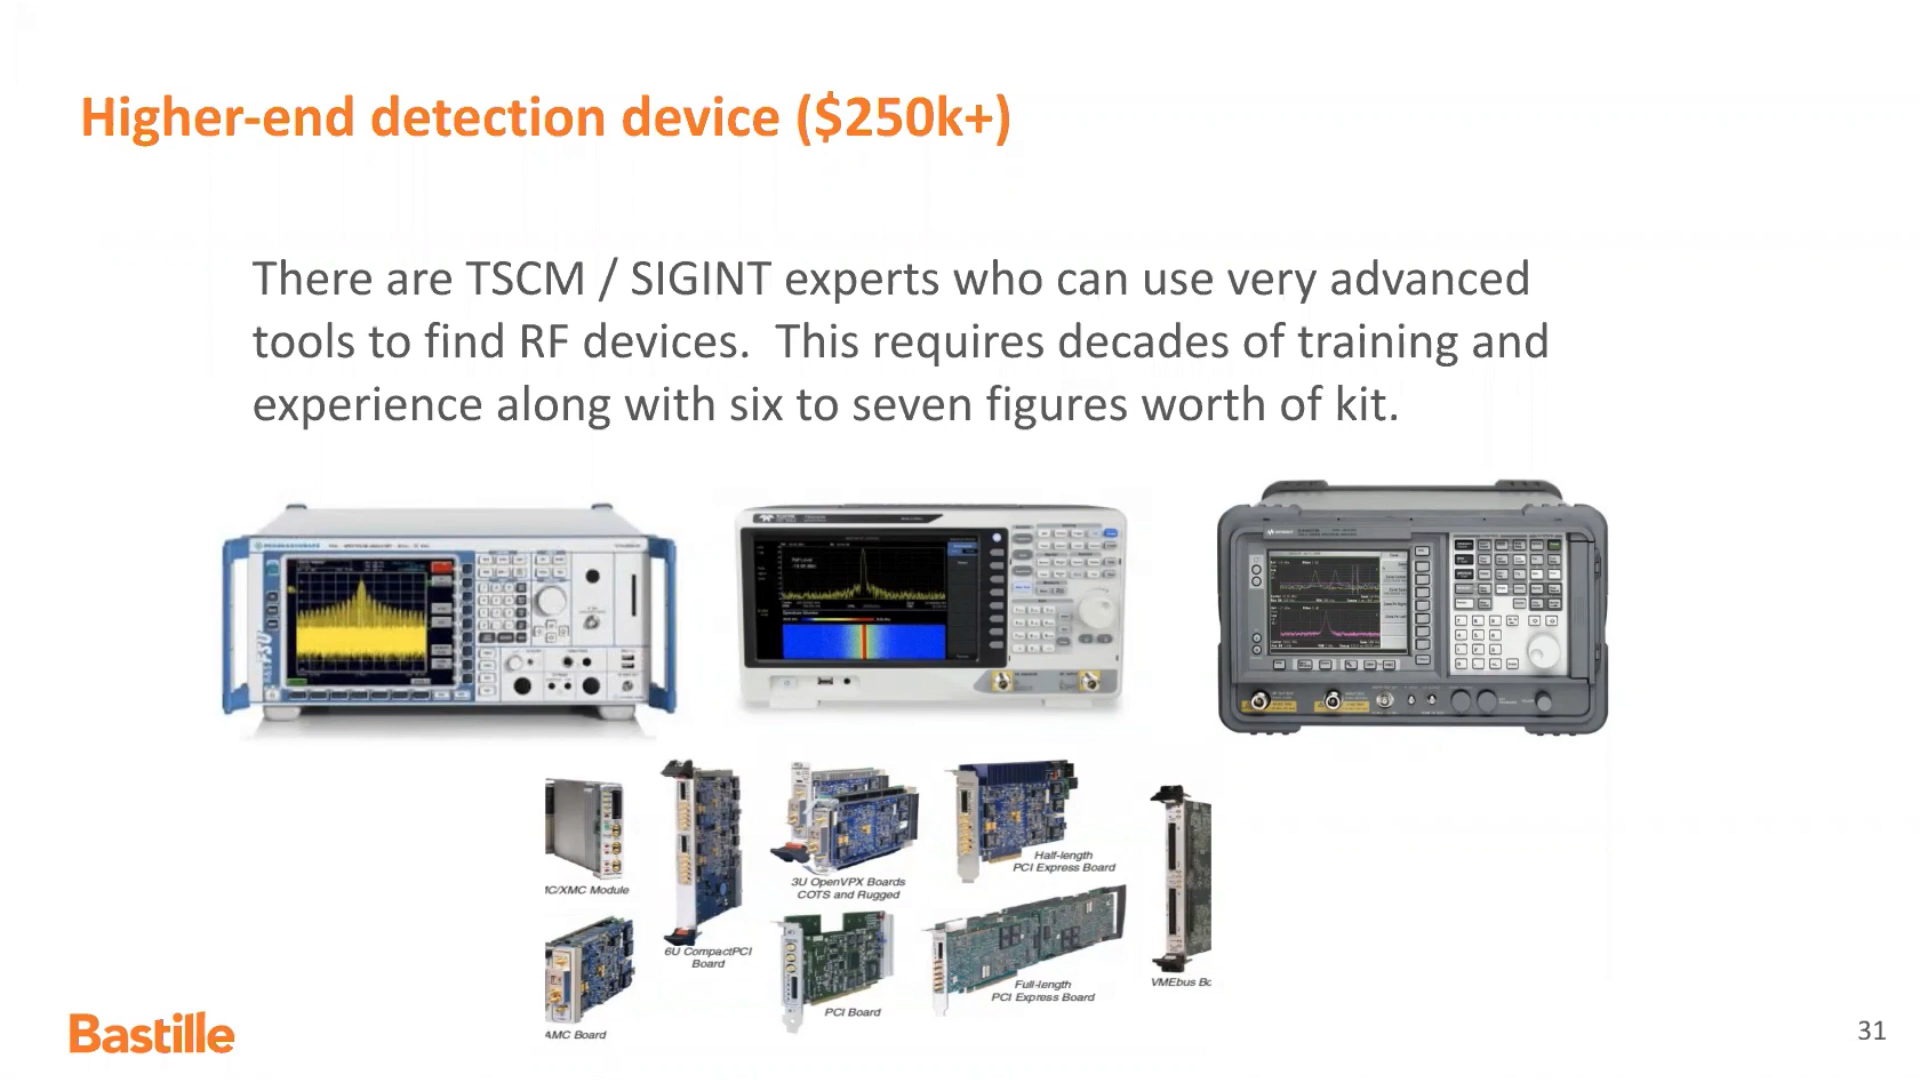 Higher-end detection device ($250k+)
There are TSCM / SIGINT experts who can use very advanced
tools to find RF devices. This requires decades of training and
experience along with six to seven figures worth of kit.
FSU
IC/XMC Module
6U CompactPCI
Board
3U OpenVPX Boards
COTS and Rugged
Half-length
PCI Express Board
AMC Board
PCI Board
Full-length
PCI Express Board
VMEbus Bo
Bastille
31